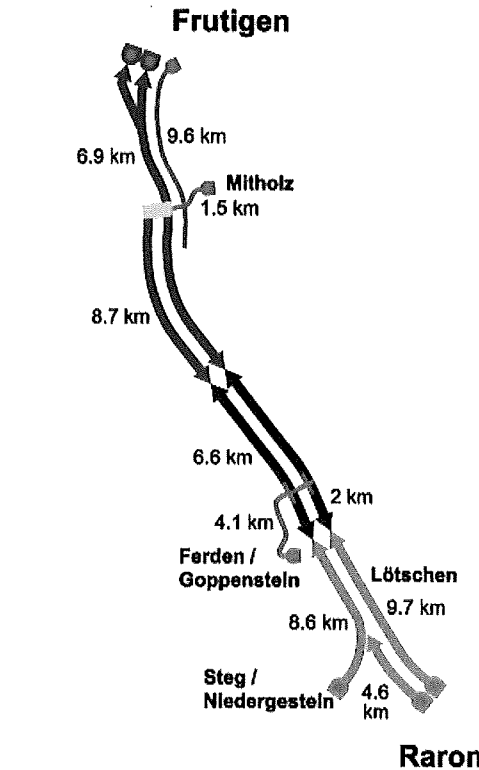 Frutigen
9.6 km
6.9 km
Mitholz
1.5 km
8.7 km
6.6 km
2 km
4.1 km
Ferden /
Goppenstein
Lötschen
9.7 km
8.6 km
Steg /
Niedergesteln
4.6
km
Raron